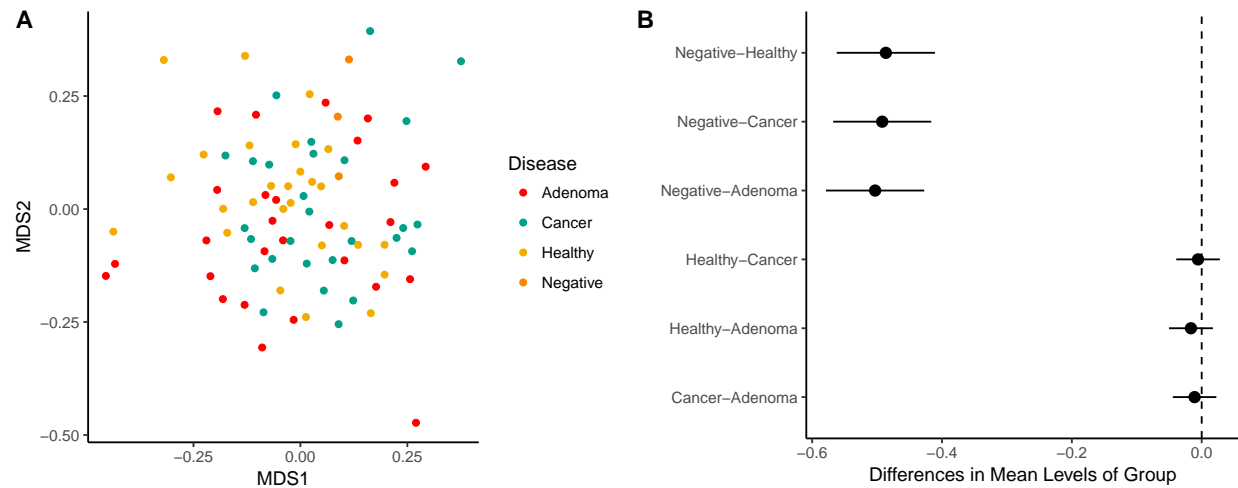 A
0.25
0.00
−0.25
−0.50
MDS2
−0.25
0.00
0.25
MDS1
Disease
Adenoma
Cancer
Healthy
Negative
B
Negative−Healthy
Negative−Cancer
Negative−Adenoma
Healthy−Cancer
Healthy−Adenoma
Cancer−Adenoma
−0.6
−0.4
−0.2
0.0
Differences in Mean Levels of Group